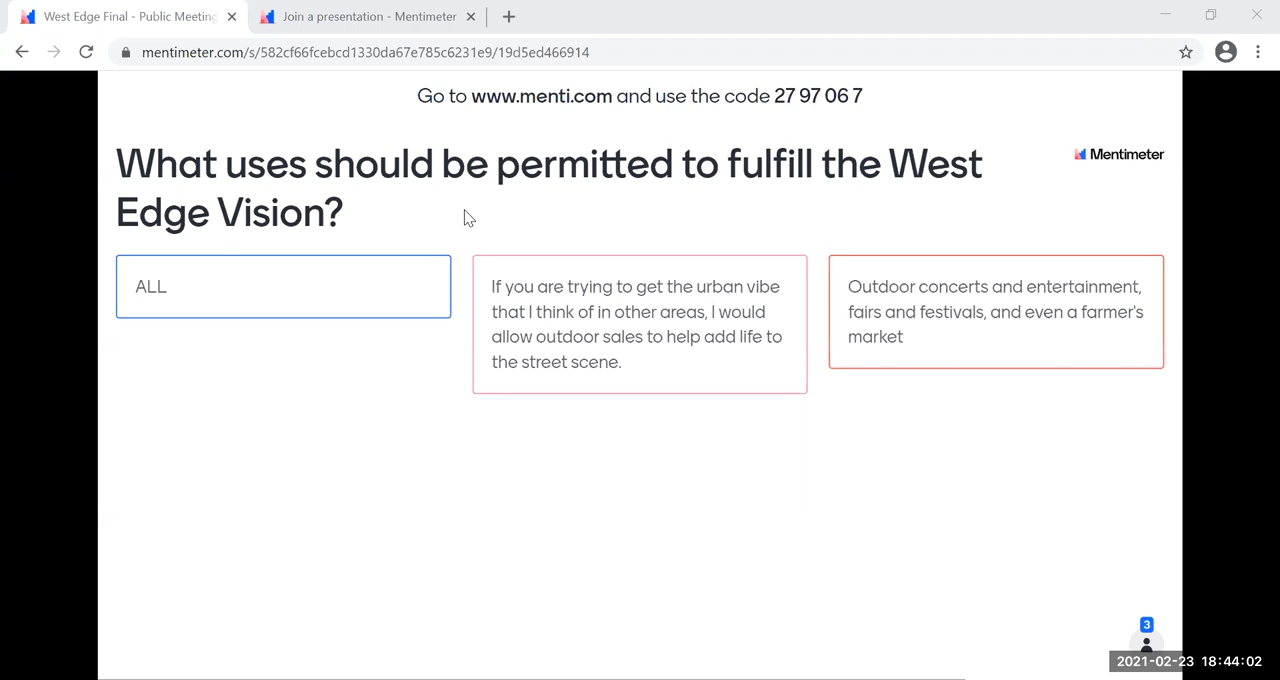 West Edge Final - Public Meeting
Join a presentation - Mentimeter
mentimeter.com/s/582cf66fcebcd1330da67e785c6231e9/19d5ed466914
Go to www.menti.com and use the code 27 97 06 7
What uses should be permitted to fulfill the West
Edge Vision?
Mentimeter
ALL
If you are trying to get the urban vibe
that I think of in other areas, I would
allow outdoor sales to help add life to
the street scene.
Outdoor concerts and entertainment,
fairs and festivals, and even a farmer's
market
3
2021-02-23 18:44:02